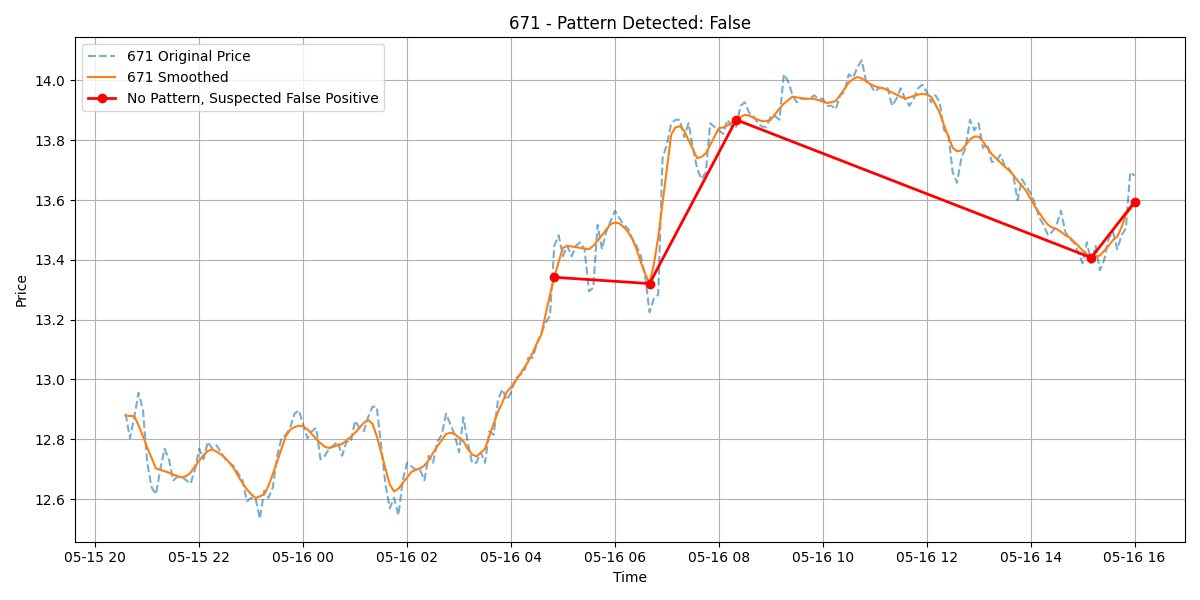 671 - Pattern Detected: False
671 Original Price
671 Smoothed
No Pattern, Suspected False Positive
Price
14.0
13.8
13.6
13.4
13.2
13.0
12.8
12.6
05-15 20 05-15 22 05-16 00 05-16 02 05-16 04 05-16 06 05-16 08 05-16 10 05-16 12 05-16 14 05-16 16
Time